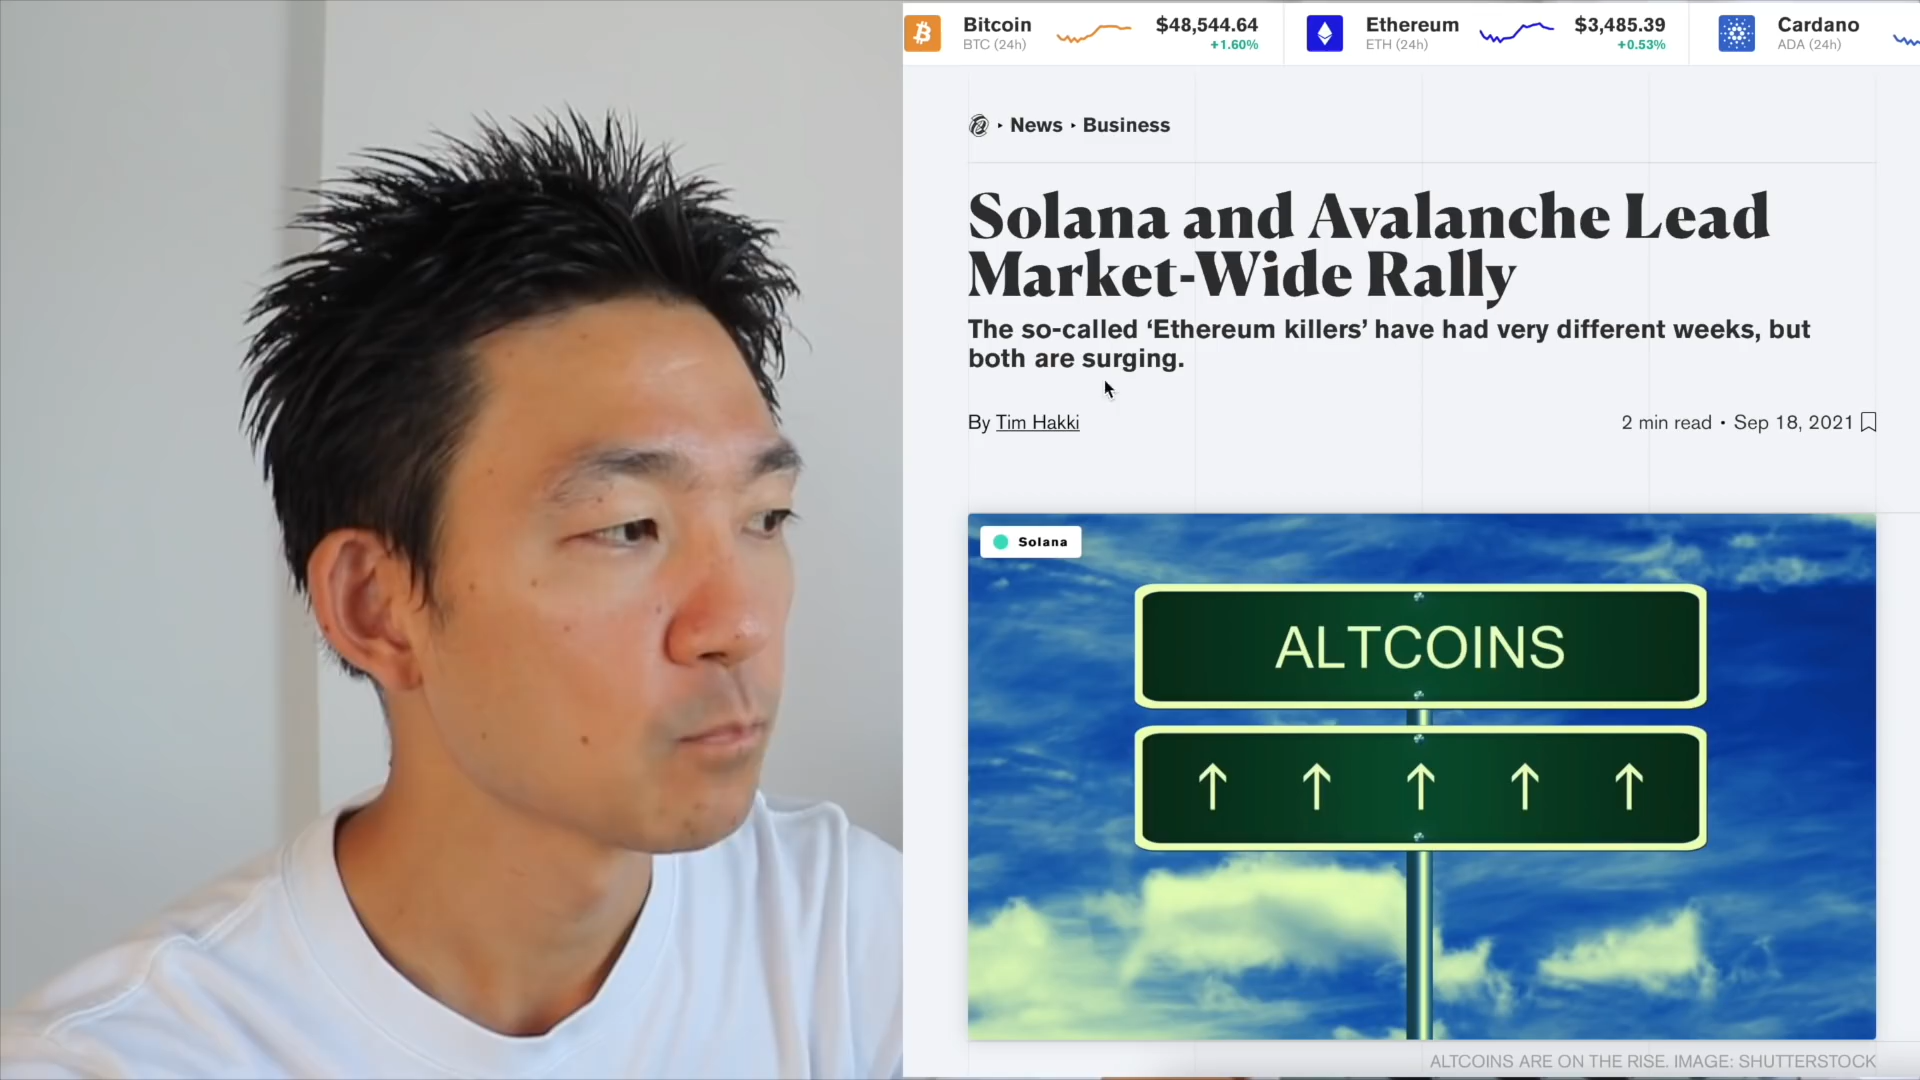 Bitcoin
BTC (24h)
$48,544.64
+1.60%
Ethereum
ETH (24h)
$3,485.39
+0.53%
Cardano
ADA (24h)
News ‣ Business
Solana and Avalanche Lead
Market-Wide Rally
The so-called ‘Ethereum killers’ have had very different weeks, but
both are surging.
By Tim Hakki
2 min read • Sep 18, 2021
Solana
ALTCOINS
↑ ↑ ↑ ↑ ↑
ALTCOINS ARE ON THE RISE. IMAGE: SHUTTERSTOCK